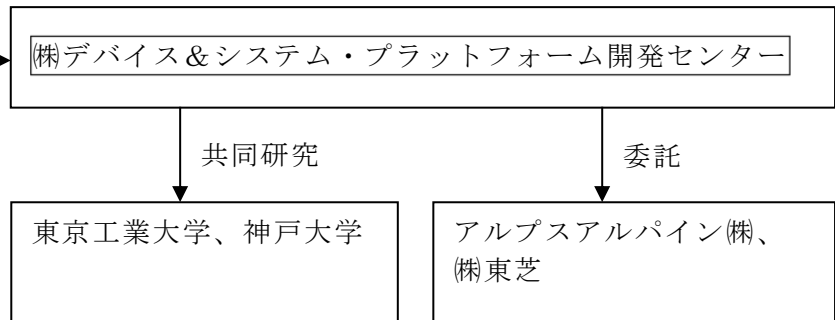 ㈱デバイス＆システム・プラットフォーム開発センター
共同研究
委託
東京工業大学、神戸大学
アルプスアルパイン㈱、
㈱東芝